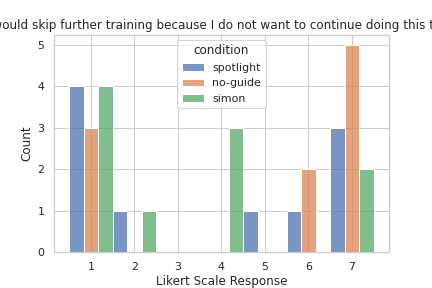 would skip further training because I do not want to continue doing this t
condition
spotlight
no-guide
simon
Count
5
4
3
2
1
0
1 2 3 4 5 6 7
Likert Scale Response